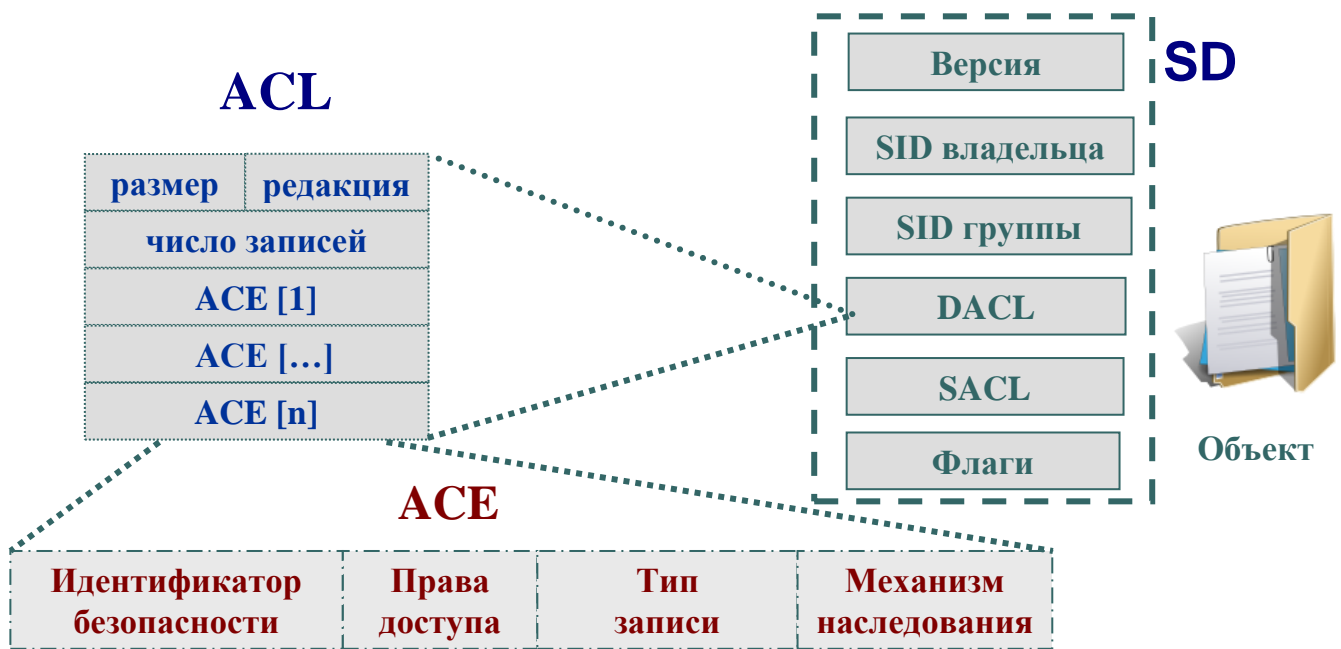 ACL
размер редакция
число записей
ACE [1]
ACE […]
ACE [n]
SD
Версия
SID владельца
SID группы
DACL
SACL
Флаги
Объект
ACE
Идентификатор
безопасности
Права
доступа
Тип
записи
Механизм
наследования